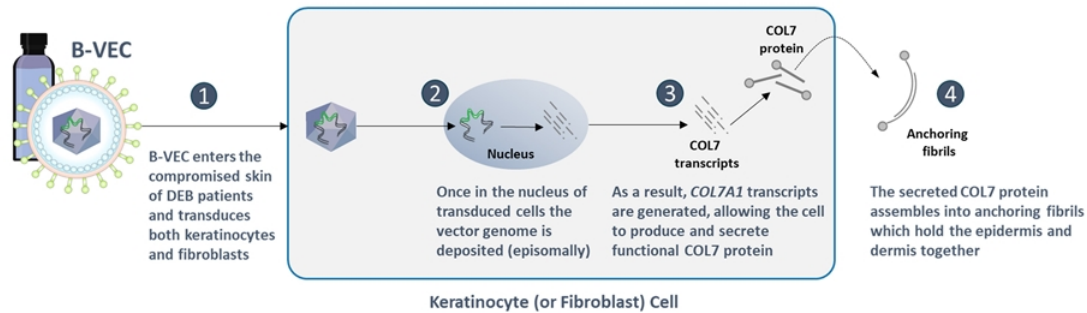 B-VEC
1
B-VEC enters the
compromised skin
of DEB patients
and transduces
both keratinocytes
and fibroblasts
2
Nucleus
Once in the nucleus of
transduced cells the
vector genome is
deposited (episomally)
3
COL7
transcripts
As a result, COL7A1 transcripts
are generated, allowing the cell
to produce and secrete
functional COL7 protein
COL7
protein
4
Anchoring
fibrils
The secreted COL7 protein
assembles into anchoring fibrils
which hold the epidermis and
dermis together
Keratinocyte (or Fibroblast) Cell